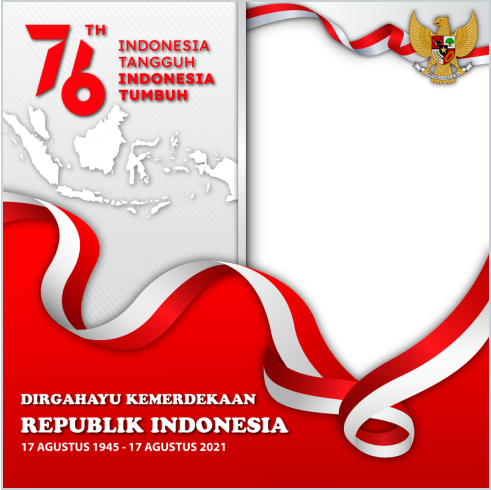 76TH
INDONESIA
TANGGUH
INDONESIA
TUMBUH
DIRGAHAYU KEMERDEKAAN
REPUBLIK INDONESIA
17 AGUSTUS 1945 - 17 AGUSTUS 2021